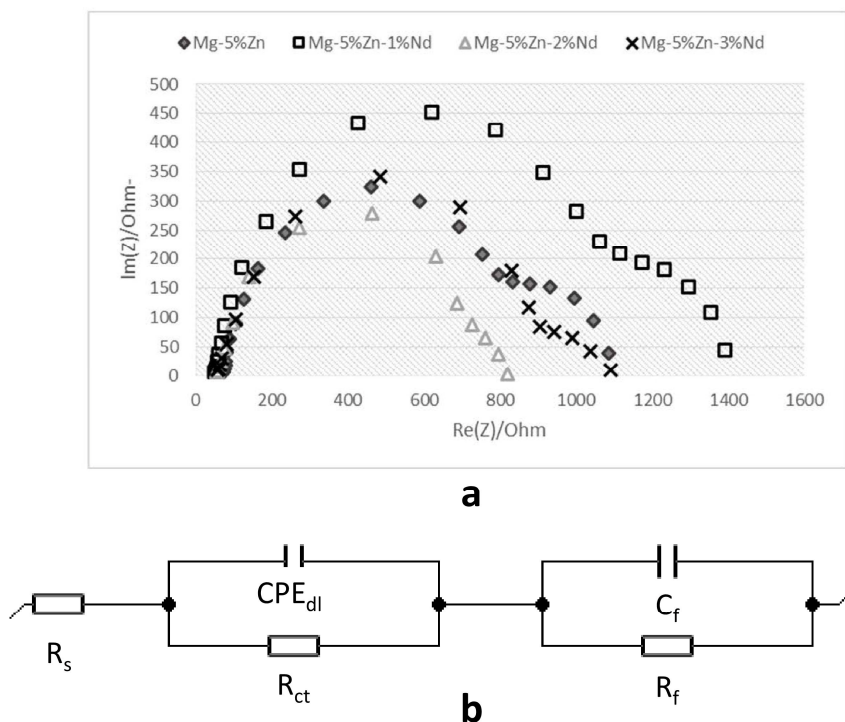 Mg-5%Zn Mg-5%Zn-1%Nd Mg-5%Zn-2%Nd Mg-5%Zn-3%Nd
500
450
400
350
300
250
200
150
100
50
0
Im(Z)/Ohm-
0 200 400 600 800 1000 1200 1400 1600
Re(Z)/Ohm
a
CPEdl
Cf
Rs
Rct
Rf
b